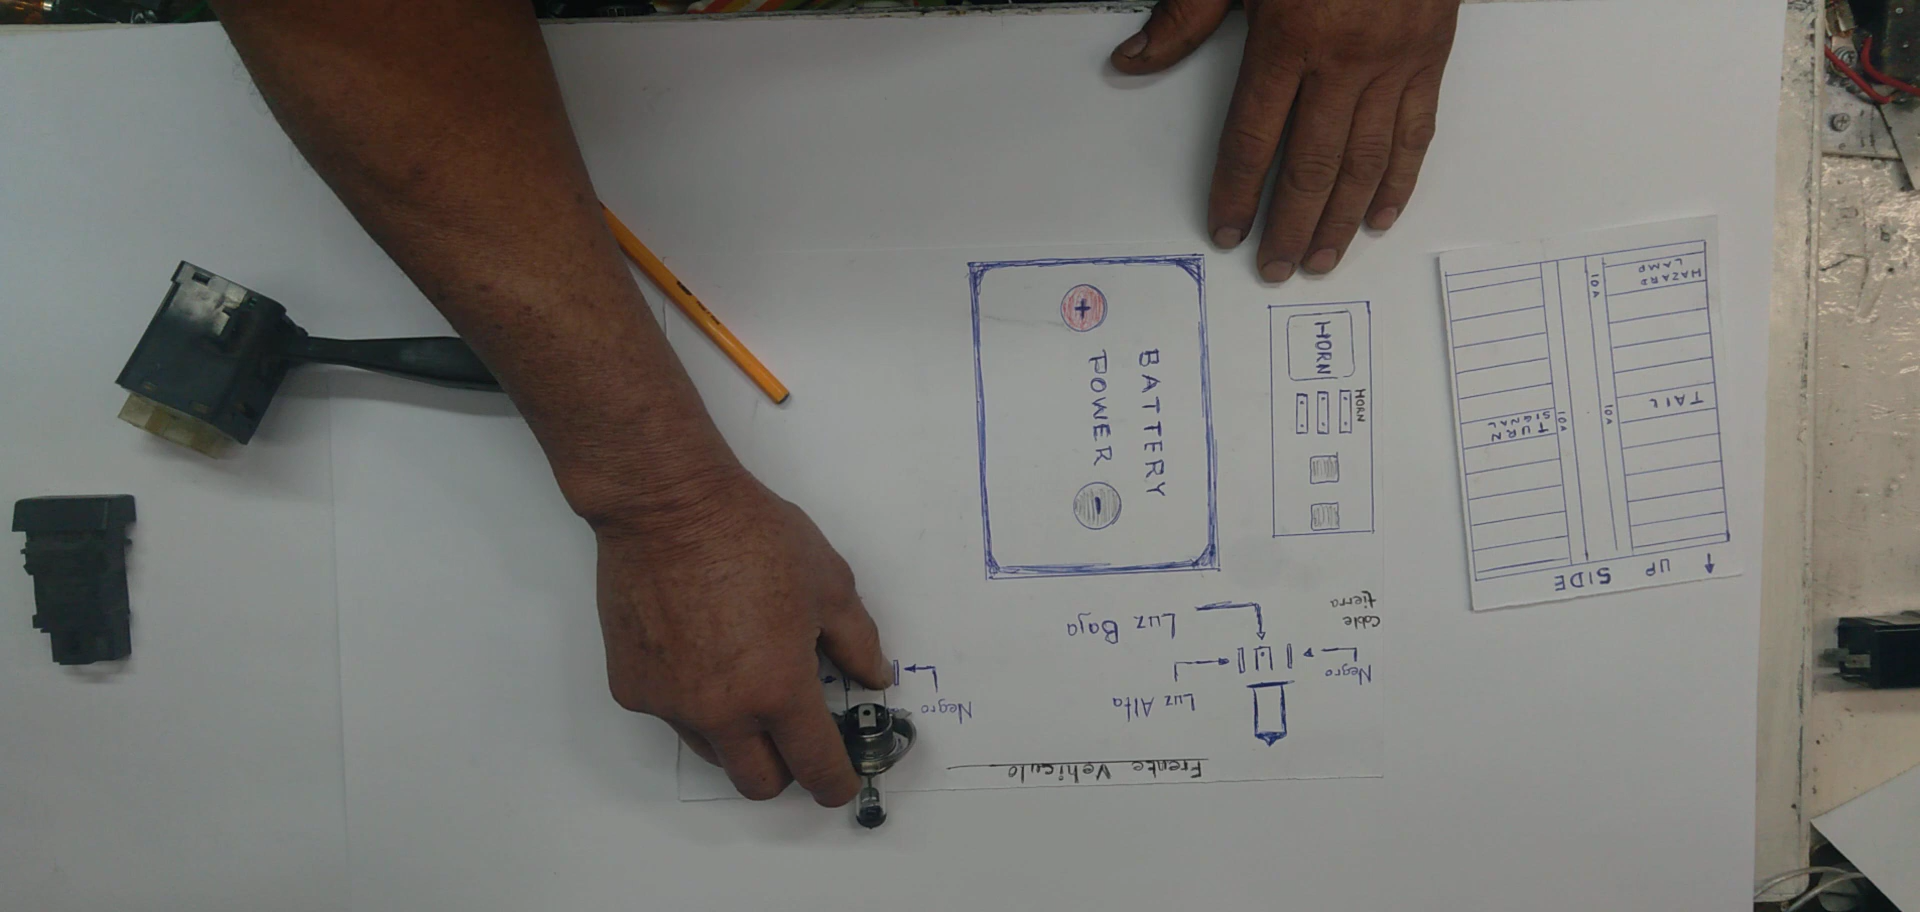 +
BATTERY
POWER
-
HORN
HORN
HAZARD
LAMP
10A
TAIL
10A
10A
TURN
SIGNAL
↑ UP SIDE
Cable
tierra
Luz Baja
Negro
Luz Alta
Negro
Frente Vehiculo